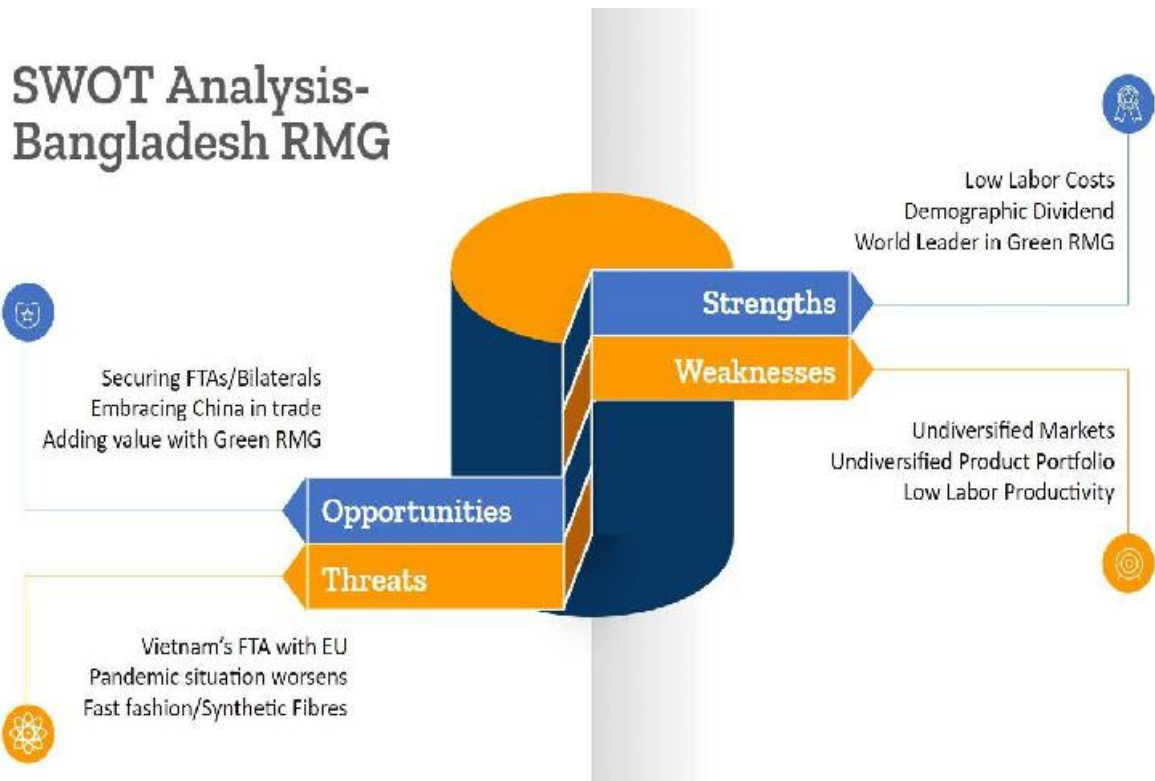 SWOT Analysis-
Bangladesh RMG
Low Labor Costs
Demographic Dividend
World Leader in Green RMG
Strengths
Weaknesses
Undiversified Markets
Undiversified Product Portfolio
Low Labor Productivity
Securing FTAs/Bilaterals
Embracing China in trade
Adding value with Green RMG
Opportunities
Threats
Vietnam's FTA with EU
Pandemic situation worsens
Fast fashion/Synthetic Fibres